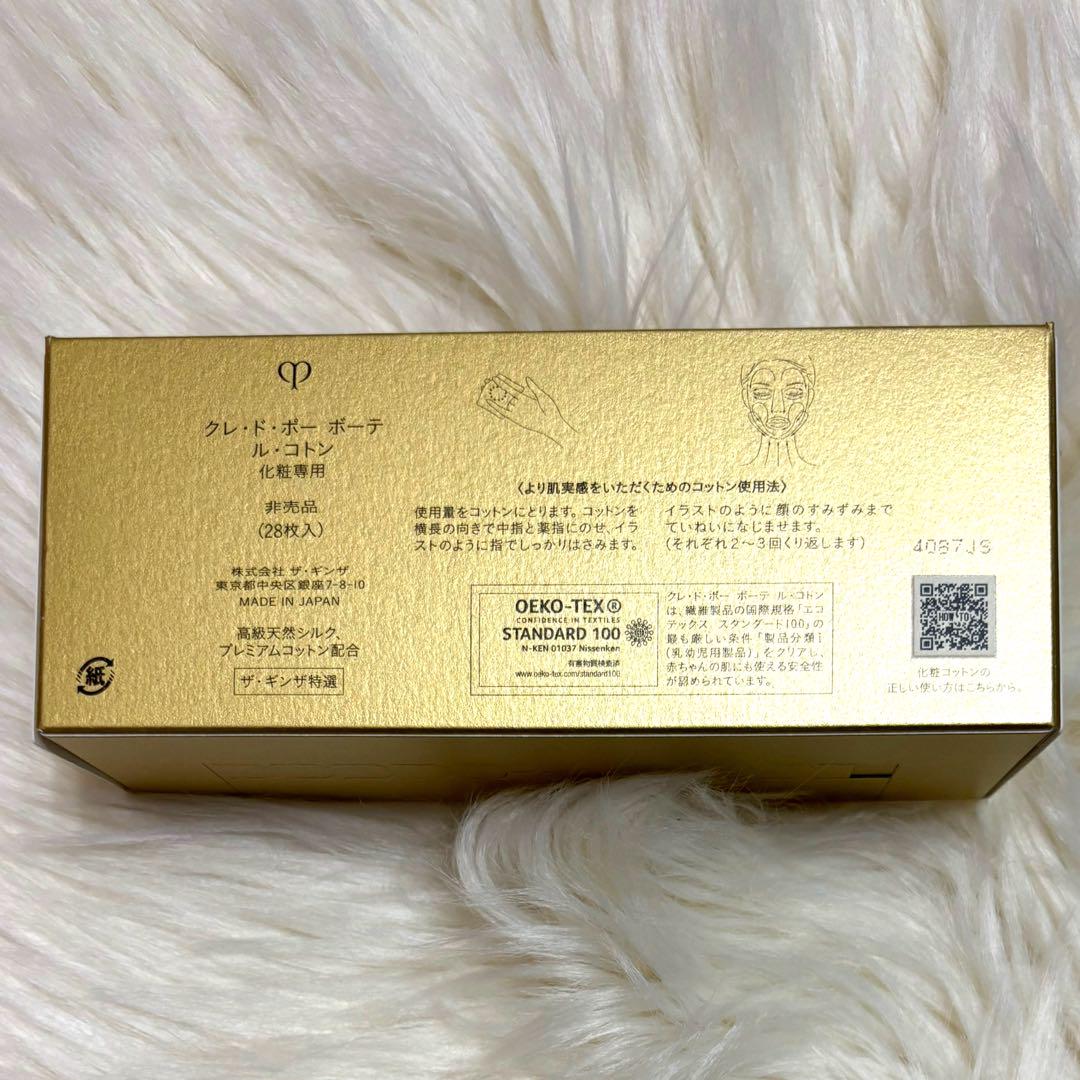 クレ・ド・ポー ボーテ
ル・コトン
化粧専用
非売品
(28枚入)
株式会社 ザ・ギンザ
東京都中央区銀座7-8-10
MADE IN JAPAN
高級天然シルク、
プレミアムコットン配合
ザ・ギンザ特選
紙
〈より肌実感をいただくためのコットン使用法〉
使用量をコットンにとります。コットンを
横長の向きで中指と薬指にのせ、イラ
ストのように指でしっかりはさみます。
イラストのように顔のすみずみまで
ていねいになじませます。
(それぞれ2〜3回くり返します)
OEKO-TEX®
CONFIDENCE IN TEXTILES
STANDARD 100
N-KEN 01037 Nissenken
有害物質検査済
www.oeko-tex.com/standard100
クレ・ド・ポー ボーテ ル・コトン
は、繊維製品の国際規格「エコ
テックス スタンダード100」の
最も厳しい条件「製品分類Ⅰ
(乳幼児用製品)」をクリアし、
赤ちゃんの肌にも使える安全性
が認められています。
4087JS
HOW TO
化粧コットンの
正しい使い方はこちらから。